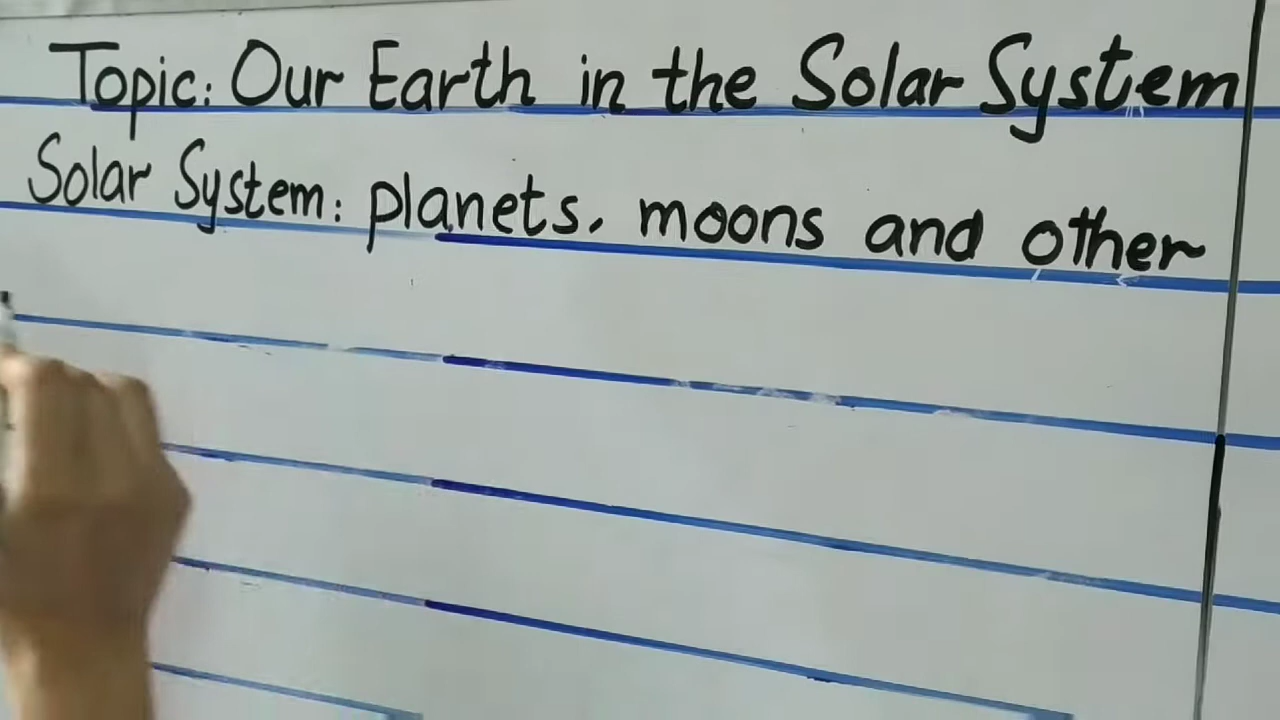 Topic: Our Earth in the Solar System
Solar System: planets, moons and other